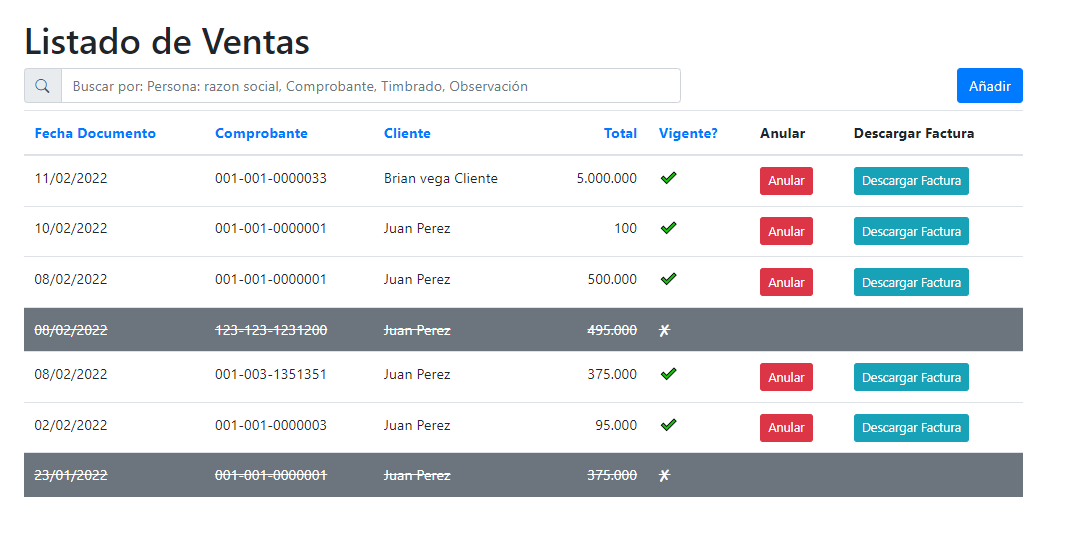 Listado de Ventas
Buscar por: Persona: razon social, Comprobante, Timbrado, Observación
Añadir
Fecha Documento Comprobante Cliente Total Vigente? Anular Descargar Factura
11/02/2022 001-001-0000033 Brian vega Cliente 5.000.000 Anular Descargar Factura
10/02/2022 001-001-0000001 Juan Perez 100 Anular Descargar Factura
08/02/2022 001-001-0000001 Juan Perez 500.000 Anular Descargar Factura
08/02/2022 123-123-1231200 Juan Perez 495.000
08/02/2022 001-003-1351351 Juan Perez 375.000 Anular Descargar Factura
02/02/2022 001-001-0000003 Juan Perez 95.000 Anular Descargar Factura
23/01/2022 001-001-0000001 Juan Perez 375.000